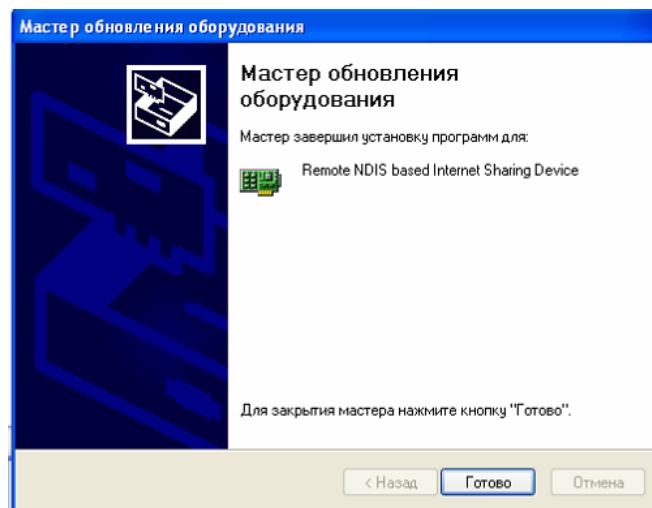 Мастер обновления оборудования
Мастер обновления
оборудования
Мастер завершил установку программ для:
Remote NDIS based Internet Sharing Device
Для закрытия мастера нажмите кнопку "Готово".
< Назад
Готово
Отмена